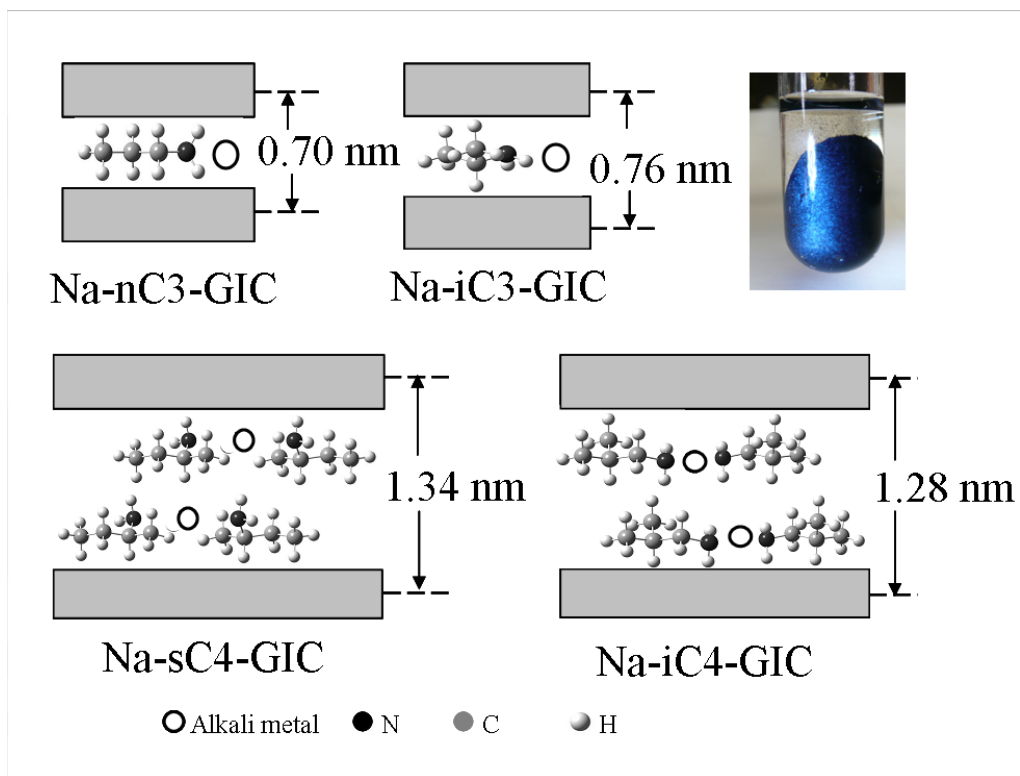 0.70 nm
0.76 nm
Na-nC3-GIC
Na-iC3-GIC
1.34 nm
1.28 nm
Na-sC4-GIC
Na-iC4-GIC
Alkali metal N C H